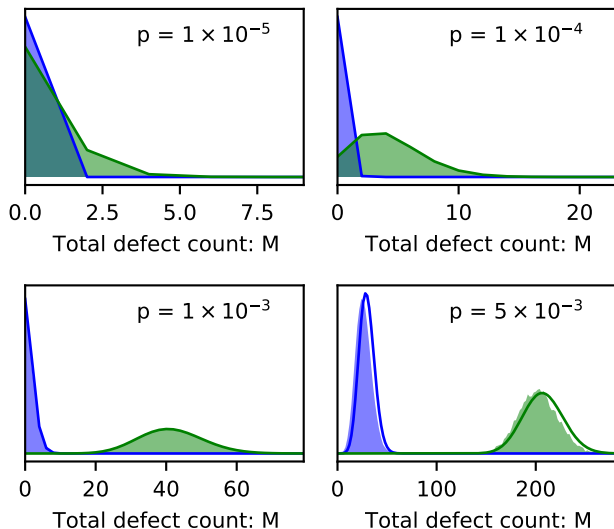 p = 1 × 10⁻⁵
0.0 2.5 5.0 7.5
Total defect count: M
p = 1 × 10⁻⁴
0 10 20
Total defect count: M
p = 1 × 10⁻³
0 20 40 60
Total defect count: M
p = 5 × 10⁻³
0 100 200
Total defect count: M